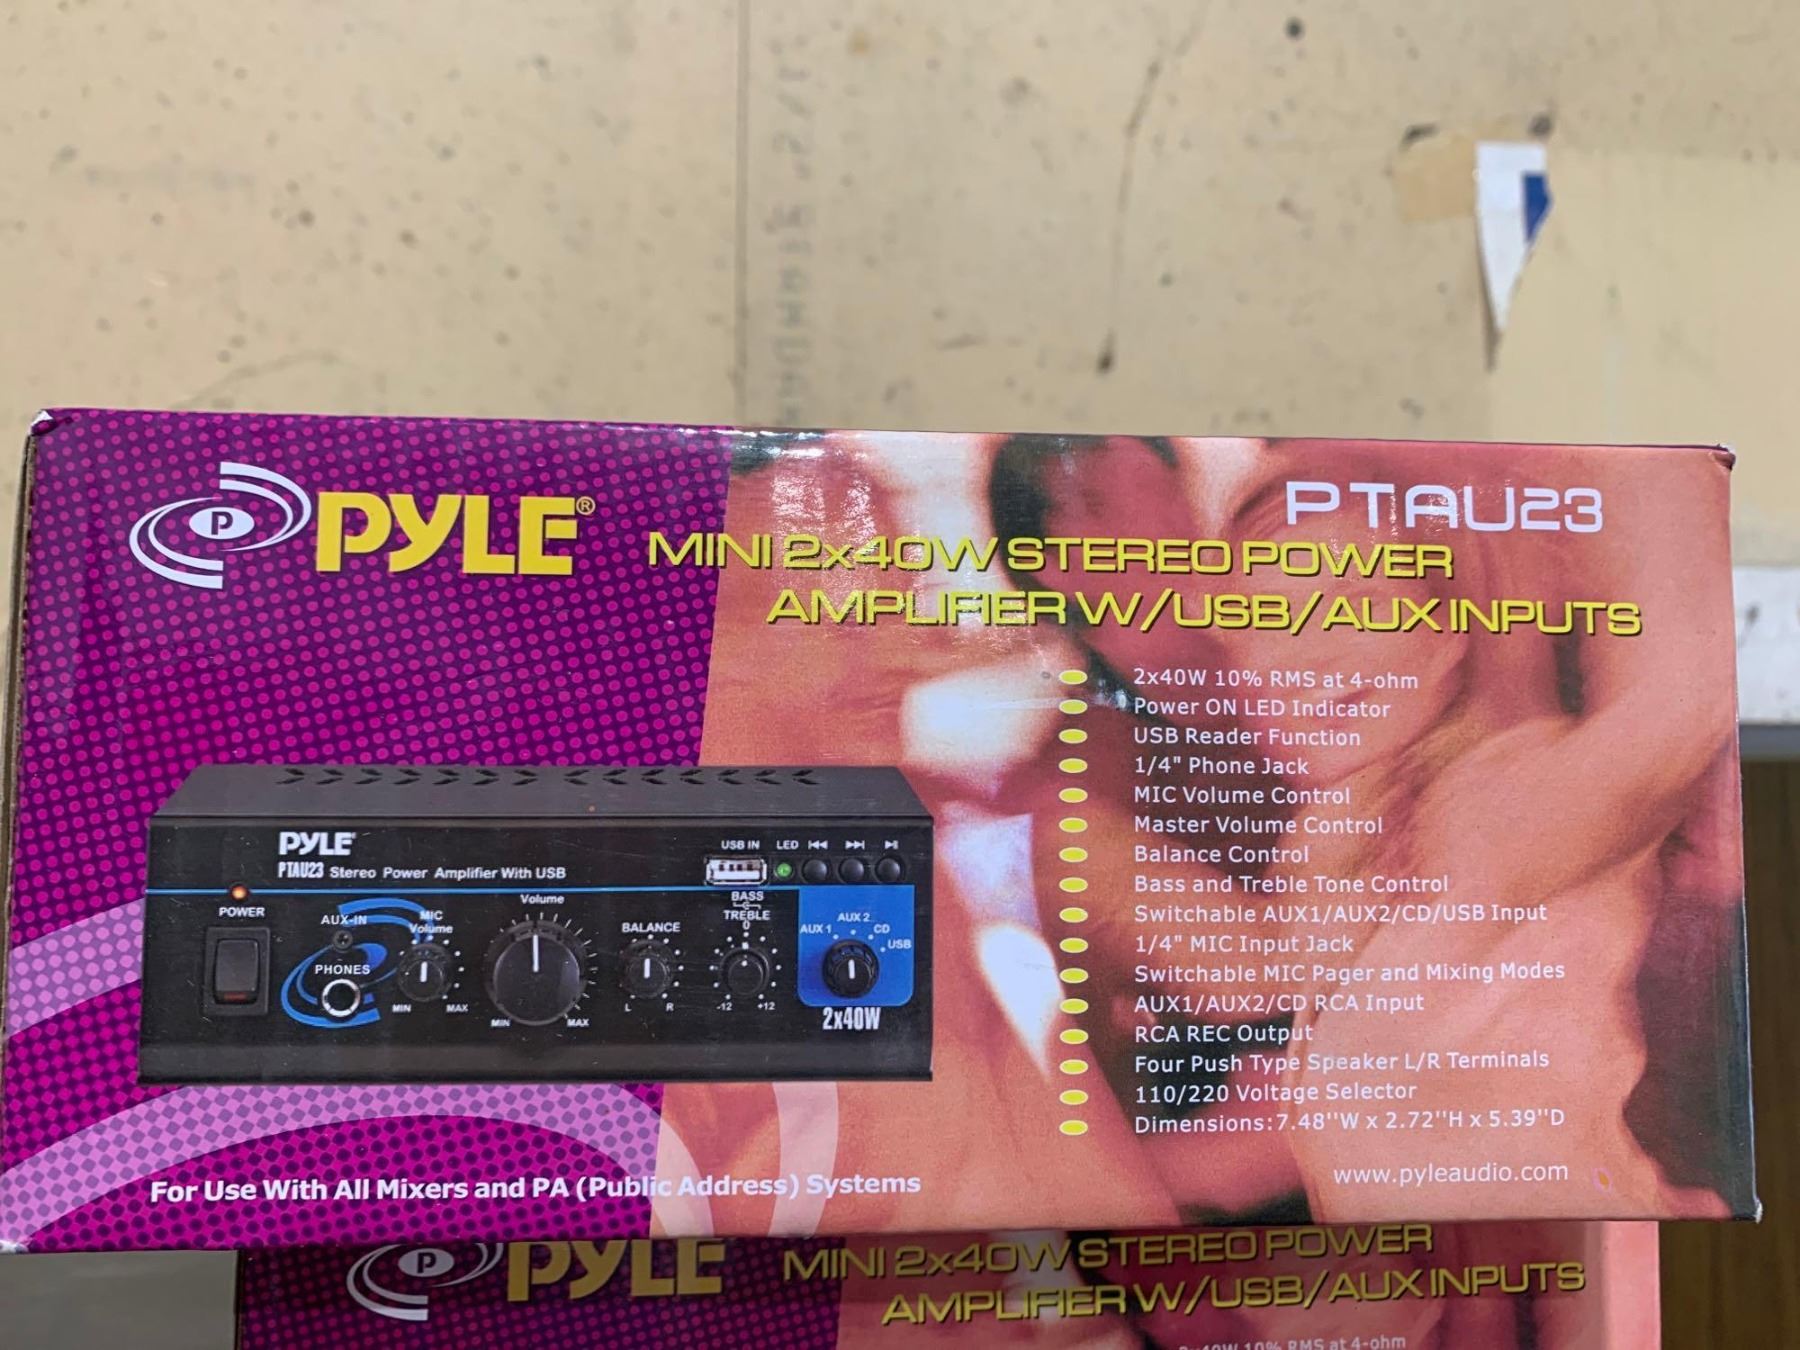 PYLE®
PTAU23
MINI 2x40W STEREO POWER
AMPLIFIER W/USB/AUX INPUTS
2x40W 10% RMS at 4-ohm
Power ON LED Indicator
USB Reader Function
1/4" Phone Jack
MIC Volume Control
Master Volume Control
Balance Control
Bass and Treble Tone Control
Switchable AUX1/AUX2/CD/USB Input
1/4" MIC Input Jack
Switchable MIC Pager and Mixing Modes
AUX1/AUX2/CD RCA Input
RCA REC Output
Four Push Type Speaker L/R Terminals
110/220 Voltage Selector
Dimensions:7.48''W x 2.72''H x 5.39''D
www.pyleaudio.com
PYLE
PTAU23 Stereo Power Amplifier With USB
USB IN LED
POWER
AUX-IN
PHONES
MIC
Volume
MIN MAX
Volume
MIN MAX
BALANCE
L R
BASS
TREBLE
0
-12 +12
AUX 1 AUX 2 CD USB
2x40W
For Use With All Mixers and PA (Public Address) Systems
P PYLE
MINI 2x40W STEREO POWER
AMPLIFIER W/USB/AUX INPUTS
2x40W 10% RMS at 4-ohm